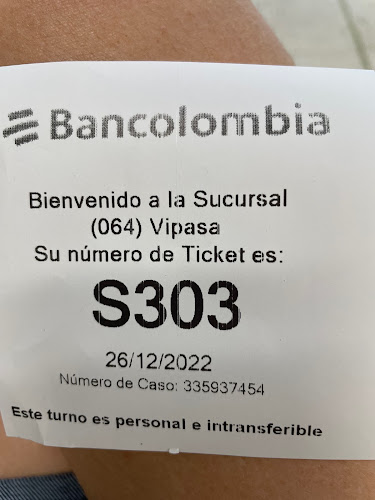 Bancolombia
Bienvenido a la Sucursal
(064) Vipasa
Su número de Ticket es:
S303
26/12/2022
Número de Caso: 335937454
Este turno es personal e intransferible